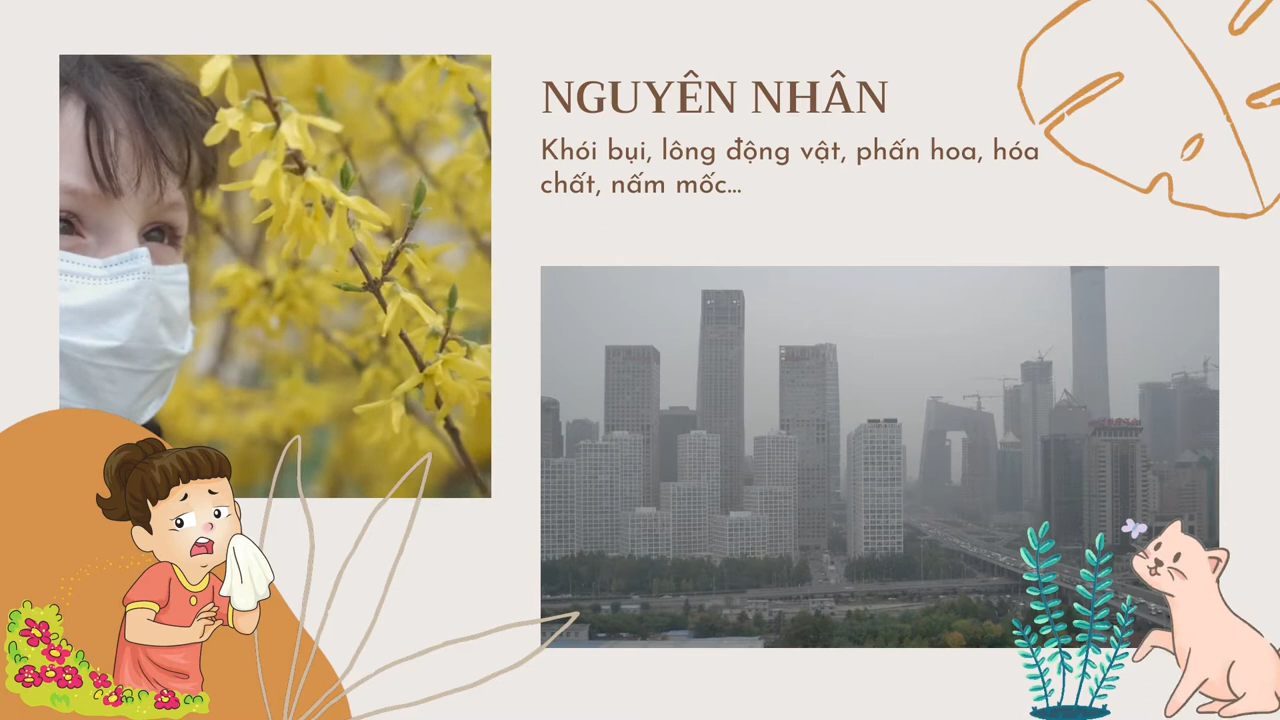 NGUYÊN NHÂN
Khói bụi, lông động vật, phấn hoa, hóa
chất, nấm mốc...